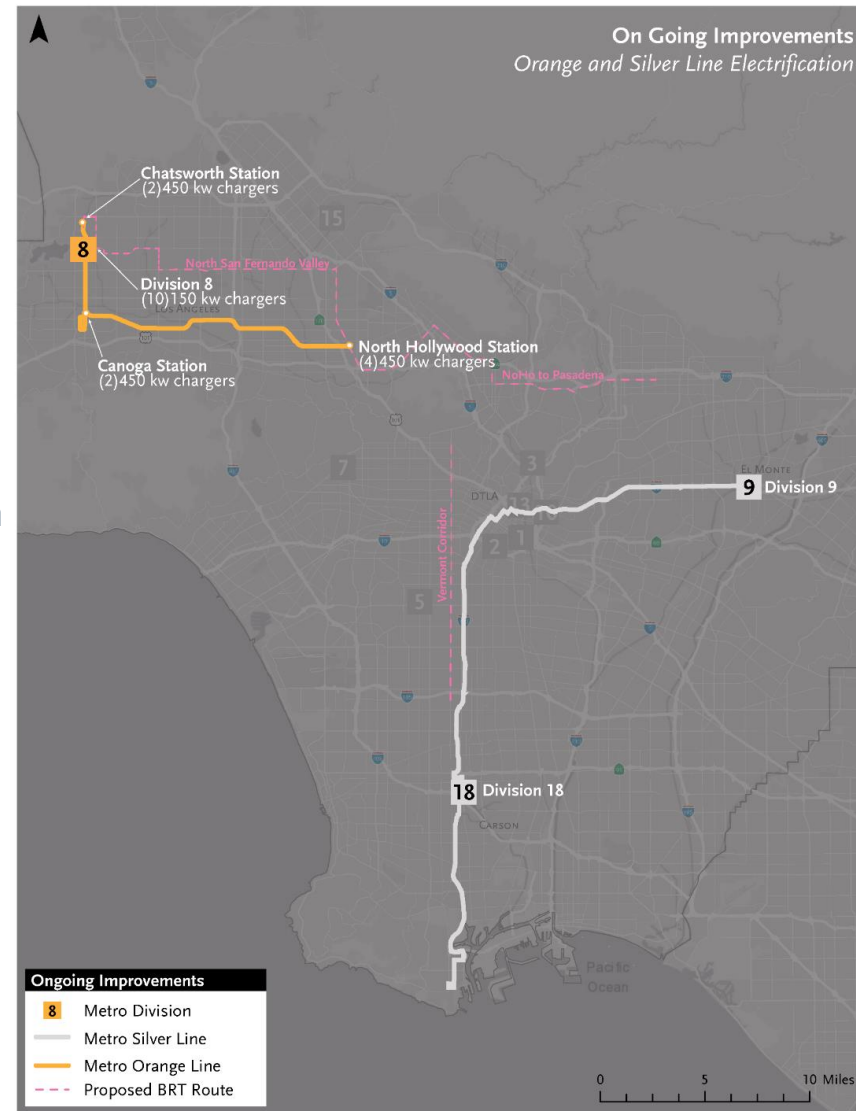 On Going Improvements
Orange and Silver Line Electrification
Chatsworth Station
(2)450 kw chargers
15
8
North San Fernando Valley
Division 8
(10)150 kw chargers
LOS ANGELES
North Hollywood Station
(4)450 kw chargers
Canoga Station
(2)450 kw chargers
NoHo to Pasadena
7
3
EL MONTE
9 Division 9
DTLA
13
2
1
Vermont Corridor
5
18 Division 18
CARSON
Pacific
Ocean
Ongoing Improvements
8 Metro Division
Metro Silver Line
Metro Orange Line
Proposed BRT Route
0 5 10 Miles